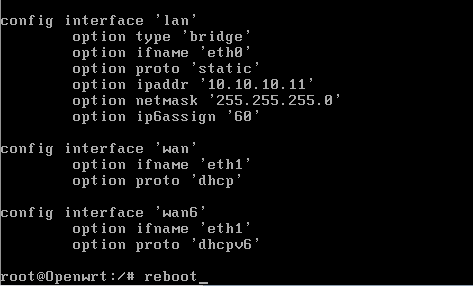 config interface 'lan'
        option type 'bridge'
        option ifname 'eth0'
        option proto 'static'
        option ipaddr '10.10.10.11'
        option netmask '255.255.255.0'
        option ip6assign '60'
config interface 'wan'
        option ifname 'eth1'
        option proto 'dhcp'
config interface 'wan6'
        option ifname 'eth1'
        option proto 'dhcpv6'
root@Openwrt:/# reboot_